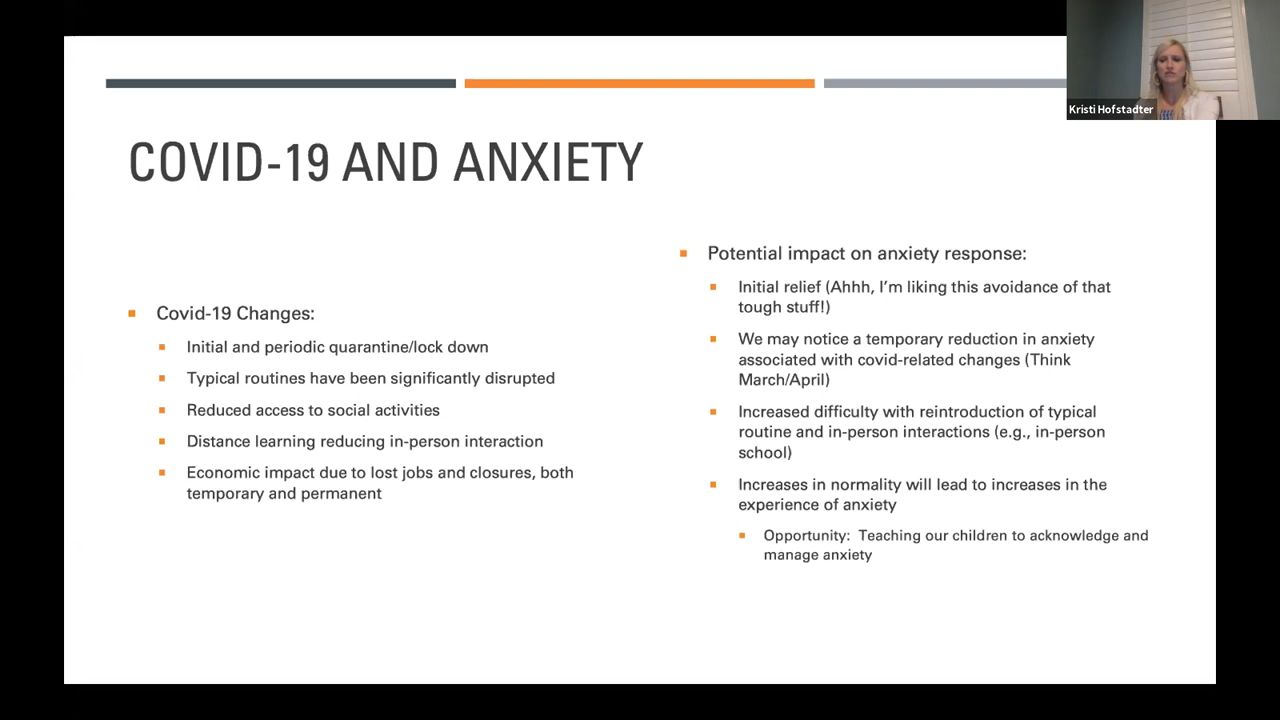 Kristi Hofstadter
COVID-19 AND ANXIETY
Covid-19 Changes:
Initial and periodic quarantine/lock down
Typical routines have been significantly disrupted
Reduced access to social activities
Distance learning reducing in-person interaction
Economic impact due to lost jobs and closures, both
temporary and permanent
Potential impact on anxiety response:
Initial relief (Ahhh, I'm liking this avoidance of that
tough stuff!)
We may notice a temporary reduction in anxiety
associated with covid-related changes (Think
March/April)
Increased difficulty with reintroduction of typical
routine and in-person interactions (e.g., in-person
school)
Increases in normality will lead to increases in the
experience of anxiety
Opportunity:  Teaching our children to acknowledge and
manage anxiety